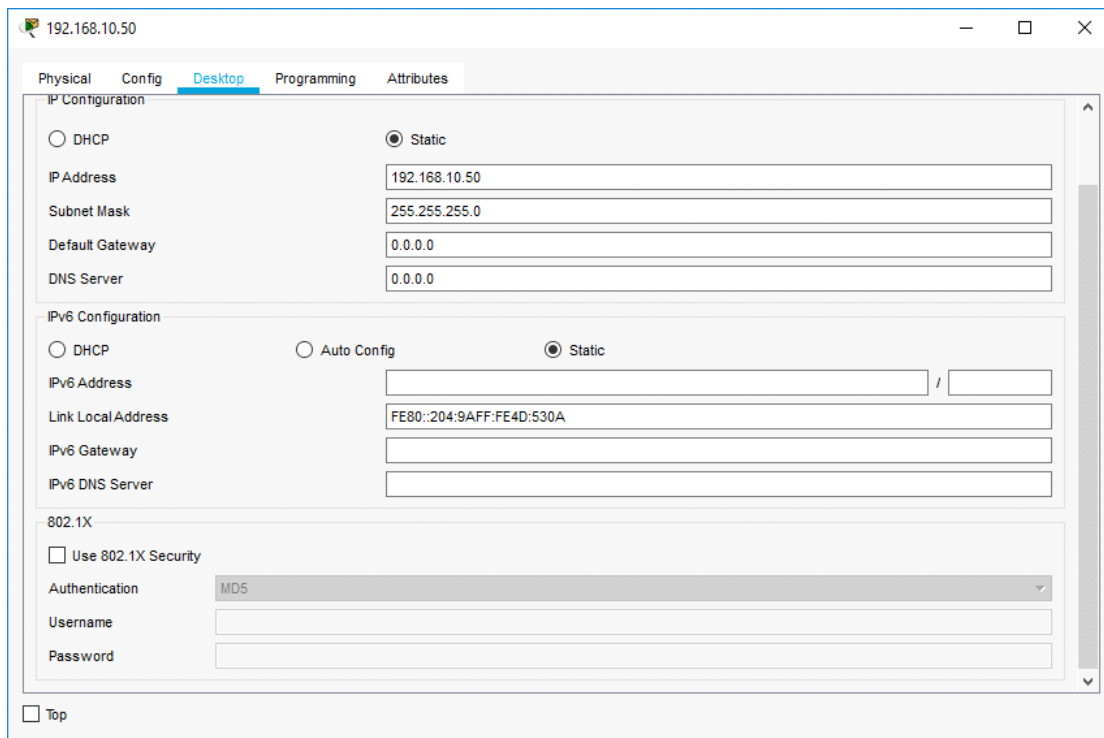 192.168.10.50
Physical Config Desktop Programming Attributes
IP Configuration
DHCP Static
IP Address 192.168.10.50
Subnet Mask 255.255.255.0
Default Gateway 0.0.0.0
DNS Server 0.0.0.0
IPv6 Configuration
DHCP Auto Config Static
IPv6 Address /
Link Local Address FE80::204:9AFF:FE4D:530A
IPv6 Gateway
IPv6 DNS Server
802.1X
Use 802.1X Security
Authentication MD5
Username
Password
Top